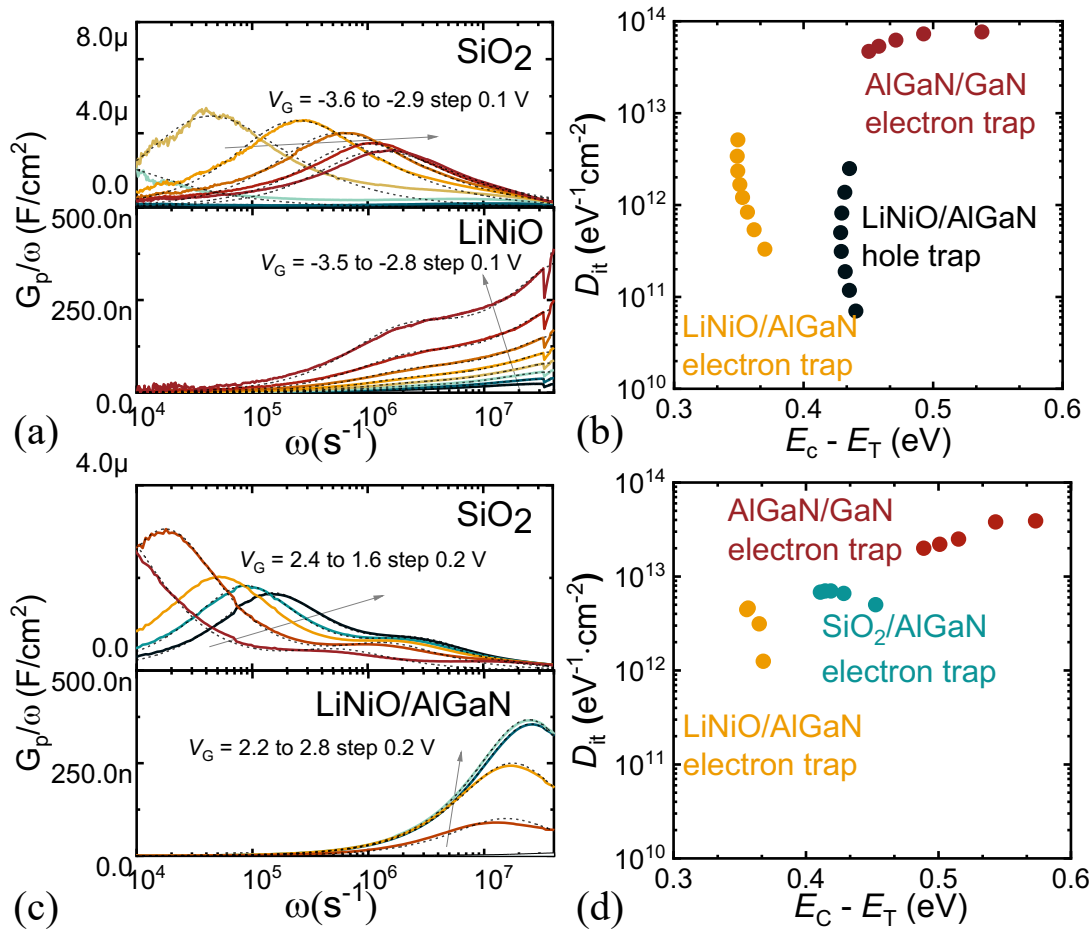 8.0µ
SiO2
VG = -3.6 to -2.9 step 0.1 V
4.0µ
0.0
Gp/ω (F/cm2)
500.0n
LiNiO
VG = -3.5 to -2.8 step 0.1 V
250.0n
0.0
10^4 10^5 10^6 10^7
ω(s-1)
(a)
10^14
10^13
10^12
10^11
10^10
Dit (eV-1cm-2)
AlGaN/GaN
electron trap
LiNiO/AlGaN
hole trap
LiNiO/AlGaN
electron trap
0.3 0.4 0.5 0.6
Ec - ET (eV)
(b)
4.0µ
SiO2
VG = 2.4 to 1.6 step 0.2 V
Gp/ω (F/cm2)
500.0n
LiNiO/AlGaN
VG = 2.2 to 2.8 step 0.2 V
250.0n
0.0
10^4 10^5 10^6 10^7
ω(s-1)
(c)
10^14
10^13
10^12
10^11
10^10
Dit (eV-1·cm-2)
AlGaN/GaN
electron trap
SiO2/AlGaN
electron trap
LiNiO/AlGaN
electron trap
0.3 0.4 0.5 0.6
EC - ET (eV)
(d)